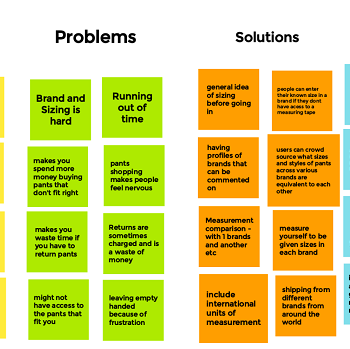 Problems
Brand and
Sizing is
hard
Running
out of
time
makes you
spend more
money buying
pants that
don't fit right
pants
shopping
makes people
feel nervous
makes you
waste time if
you have to
return pants
Returns are
sometimes
charged and is
a waste of
money
might not
have access to
the pants that
fit you
leaving empty
handed
because of
frustration
Solutions
general idea
of sizing
before going
in
people can enter
their known size in a
brand if they dont
have access to a
measuring tape
having
profiles of
brands that
can be
commented
on
users can crowd
source what sizes
and styles of pants
across various
brands are
equivalent to each
other
Measurement
comparison -
with 1 brands
and another
etc
measure
yourself to be
given sizes in
each brand
include
international
units of
measurement
shipping from
different
brands from
around the
world